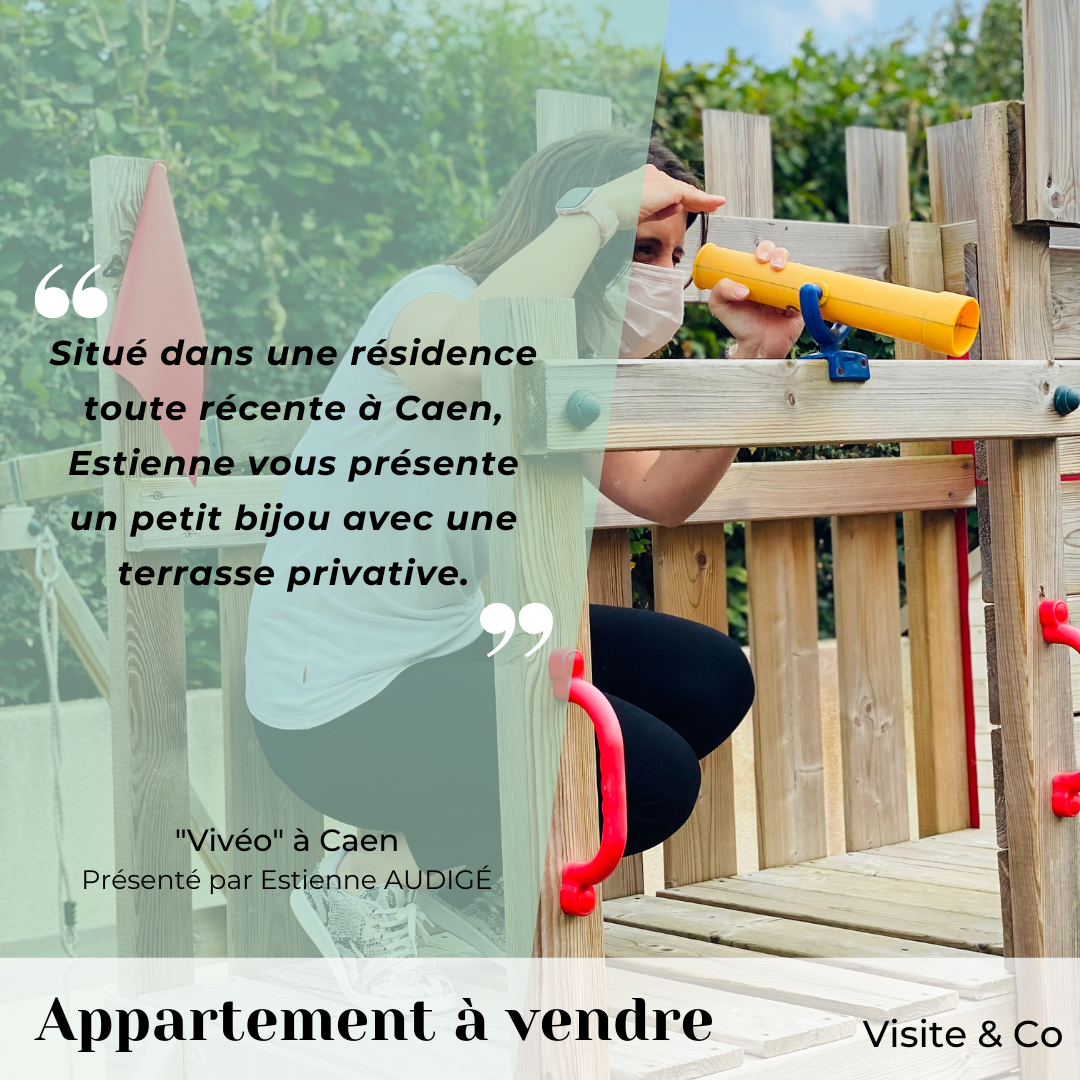 Situé dans une résidence
toute récente à Caen,
Estienne vous présente
un petit bijou avec une
terrasse privative.
"Vivéo" à Caen
Présenté par Estienne AUDIGÉ
Appartement à vendre
Visite & Co